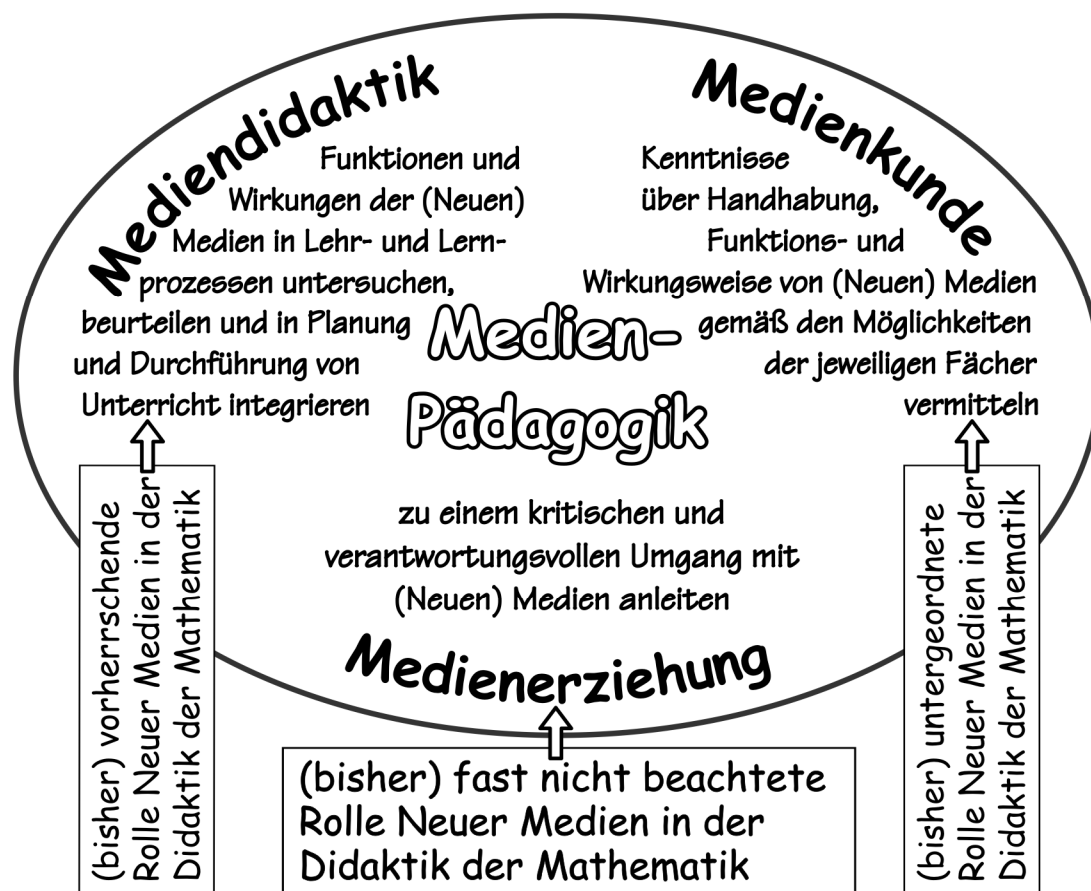 Mediendidaktik
Funktionen und
Wirkungen der (Neuen)
Medien in Lehr- und Lern-
prozessen untersuchen,
beurteilen und in Planung
und Durchführung von
Unterricht integrieren
Medienkunde
Kenntnisse
über Handhabung,
Funktions- und
Wirkungsweise von (Neuen) Medien
gemäß den Möglichkeiten
der jeweiligen Fächer
vermitteln
Medien-
Pädagogik
zu einem kritischen und
verantwortungsvollen Umgang mit
(Neuen) Medien anleiten
Medienerziehung
(bisher) vorherrschende
Rolle Neuer Medien in der
Didaktik der Mathematik
(bisher) fast nicht beachtete
Rolle Neuer Medien in der
Didaktik der Mathematik
(bisher) untergeordnete
Rolle Neuer Medien in der
Didaktik der Mathematik